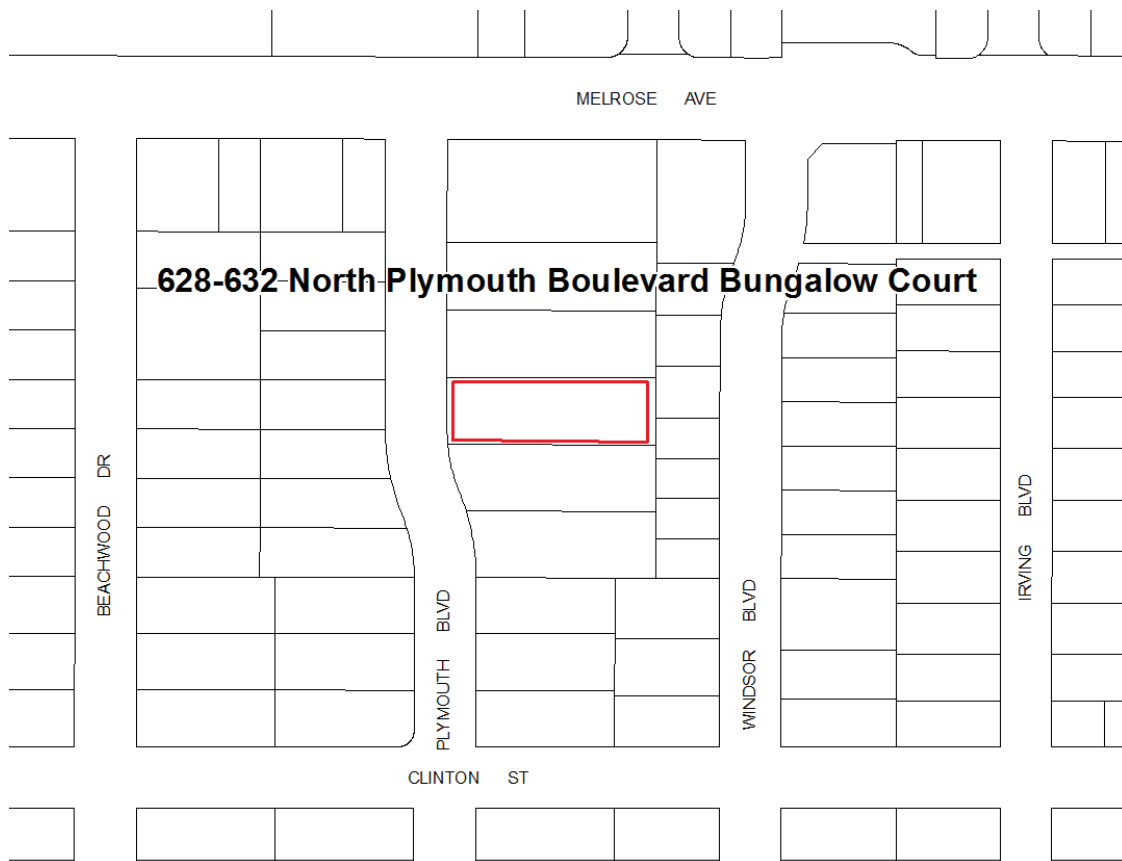 MELROSE AVE
628-632 North Plymouth Boulevard Bungalow Court
BEACHWOOD DR
PLYMOUTH BLVD
WINDSOR BLVD
IRVING BLVD
CLINTON ST